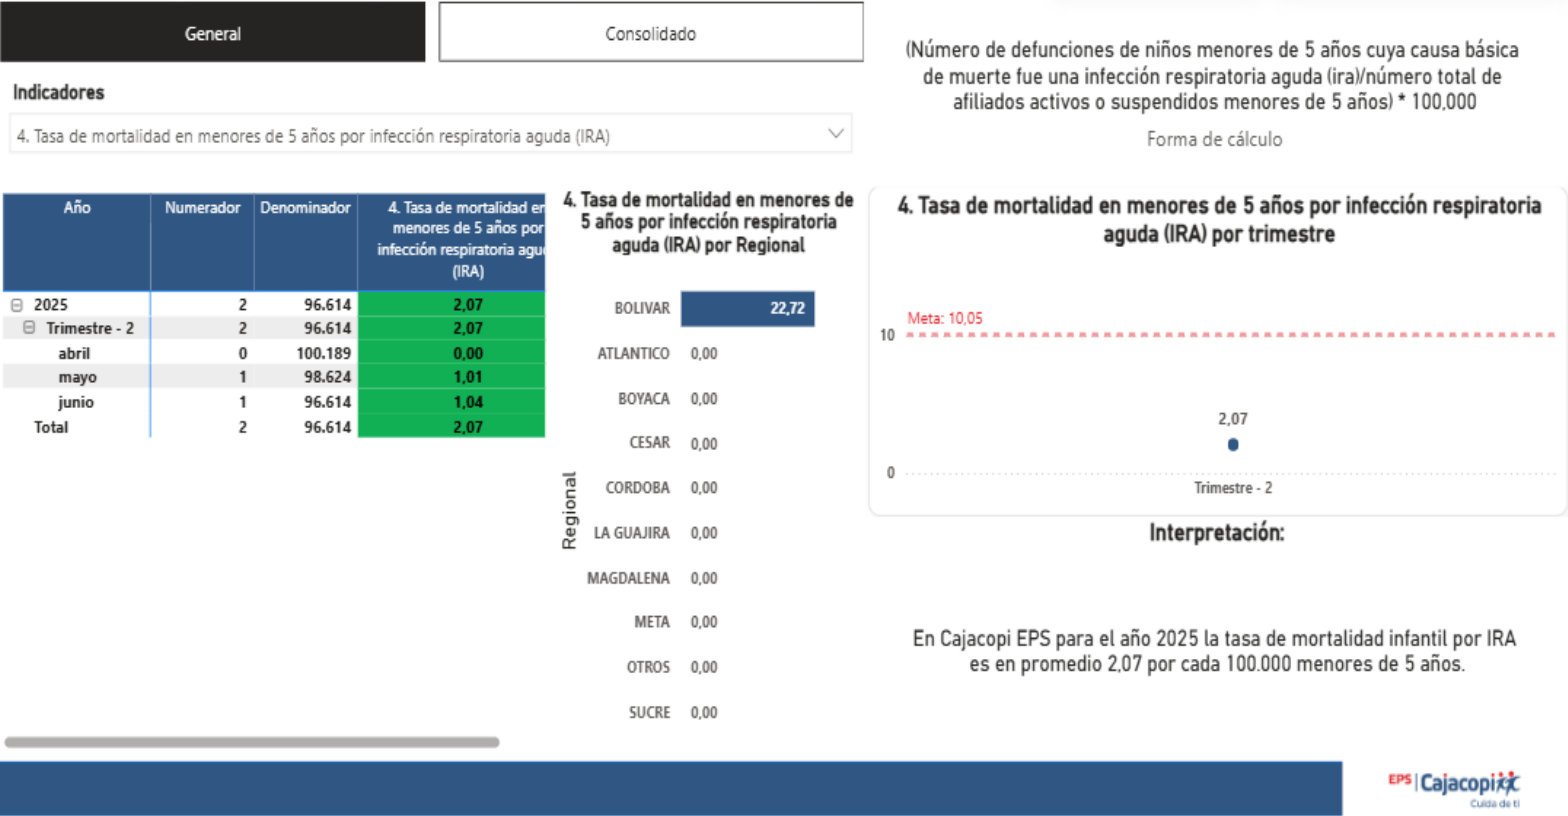 General
Consolidado
(Número de defunciones de niños menores de 5 años cuya causa básica
de muerte fue una infección respiratoria aguda (ira)/número total de
afiliados activos o suspendidos menores de 5 años) * 100,000
Forma de cálculo
Indicadores
4. Tasa de mortalidad en menores de 5 años por infección respiratoria aguda (IRA)
Año Numerador Denominador 4. Tasa de mortalidad en
menores de 5 años por
infección respiratoria agu
(IRA)
2025 2 96.614 2,07
Trimestre - 2 2 96.614 2,07
abril 0 100.189 0,00
mayo 1 98.624 1,01
junio 1 96.614 1,04
Total 2 96.614 2,07
4. Tasa de mortalidad en menores de
5 años por infección respiratoria
aguda (IRA) por Regional
Regional
BOLIVAR 22,72
ATLANTICO 0,00
BOYACA 0,00
CESAR 0,00
CORDOBA 0,00
LA GUAJIRA 0,00
MAGDALENA 0,00
META 0,00
OTROS 0,00
SUCRE 0,00
4. Tasa de mortalidad en menores de 5 años por infección respiratoria
aguda (IRA) por trimestre
Meta: 10,05
10
2,07
0
Trimestre - 2
Interpretación:
En Cajacopi EPS para el año 2025 la tasa de mortalidad infantil por IRA
es en promedio 2,07 por cada 100.000 menores de 5 años.
EPS | Cajacopi
Cuida de ti